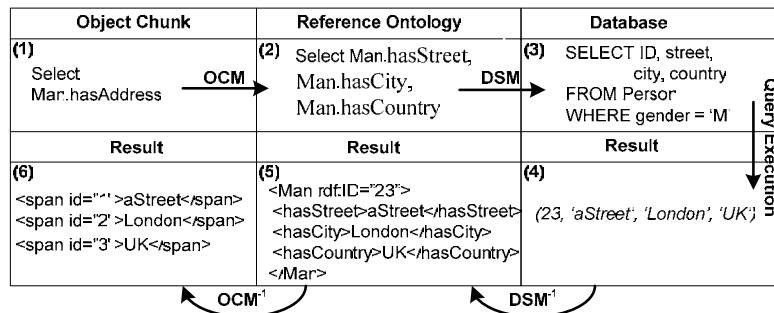 Object Chunk
Reference Ontology
Database
(1)
Select
Man.hasAddress
OCM
(2)
Select Man.hasStreet,
Man.hasCity,
Man.hasCountry
DSM
(3)
SELECT ID, street,
city, country
FROM Person
WHERE gender = 'M'
Query Execution
Result
Result
Result
(6)
<span id="1">aStreet</span>
<span id="2">London</span>
<span id="3">UK</span>
(5)
<Man rdf:ID="23">
<hasStreet>aStreet</hasStreet>
<hasCity>London</hasCity>
<hasCountry>UK</hasCountry>
</Man>
(4)
(23, 'aStreet', 'London', 'UK')
OCM-1
DSM-1